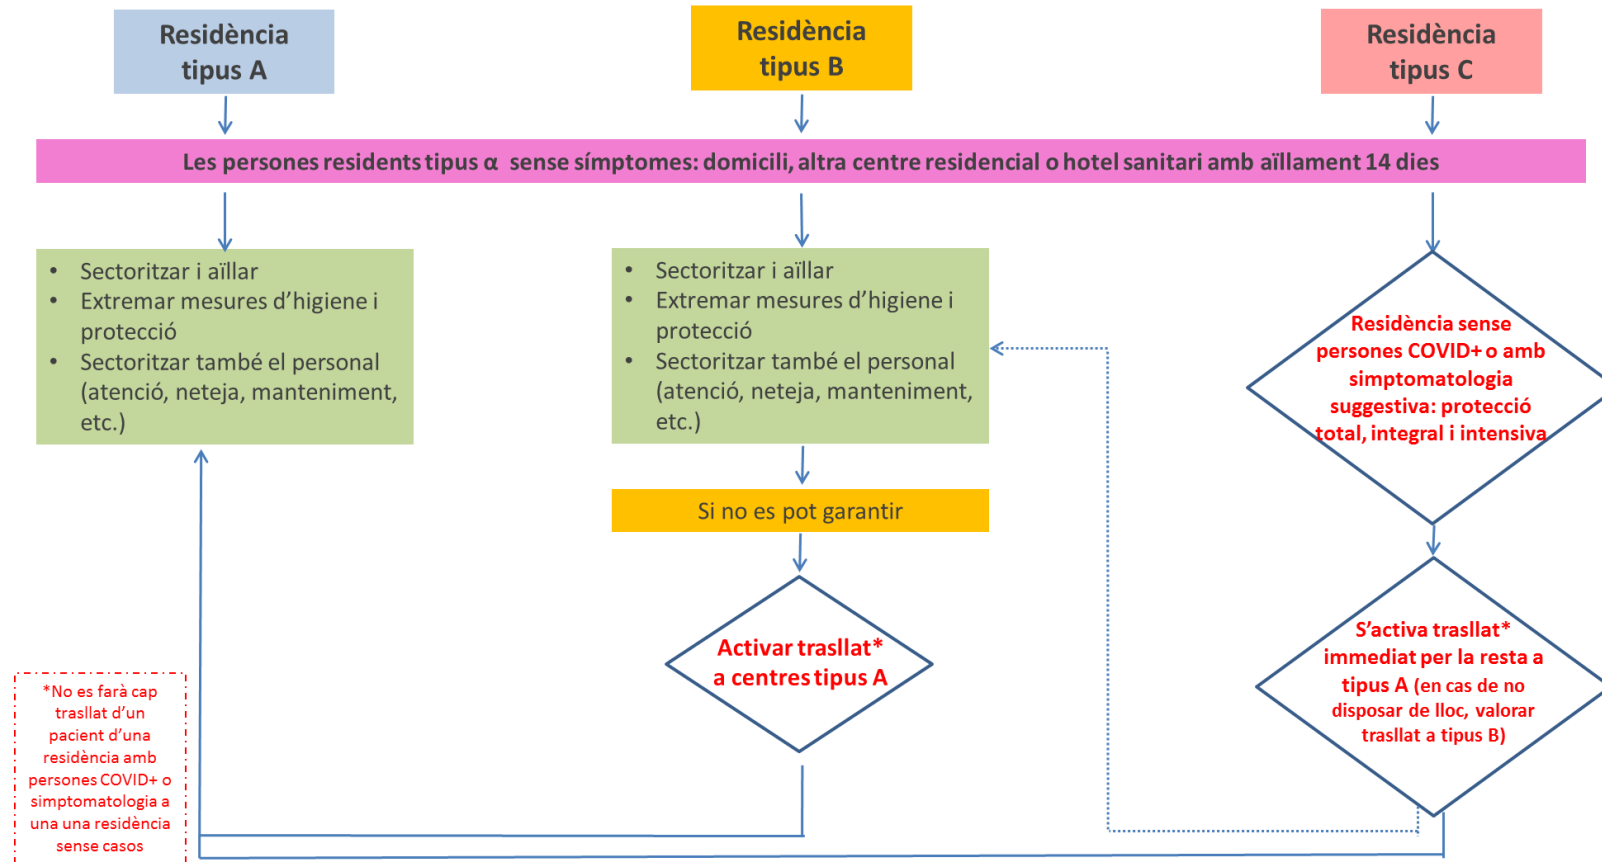 Residència
tipus A
Residència
tipus B
Residència
tipus C
Les persones residents tipus α sense símptomes: domicili, altra centre residencial o hotel sanitari amb aïllament 14 dies
• Sectoritzar i aïllar
• Extremar mesures d’higiene i
protecció
• Sectoritzar també el personal
(atenció, neteja, manteniment,
etc.)
• Sectoritzar i aïllar
• Extremar mesures d’higiene i
protecció
• Sectoritzar també el personal
(atenció, neteja, manteniment,
etc.)
Residència sense
persones COVID+ o amb
simptomatologia
suggestiva: protecció
total, integral i intensiva
Si no es pot garantir
Activar trasllat*
a centres tipus A
S’activa trasllat*
immediat per la resta a
tipus A (en cas de no
disposar de lloc, valorar
trasllat a tipus B)
*No es farà cap
trasllat d’un
pacient d’una
residència amb
persones COVID+ o
simptomatologia a
una una residència
sense casos